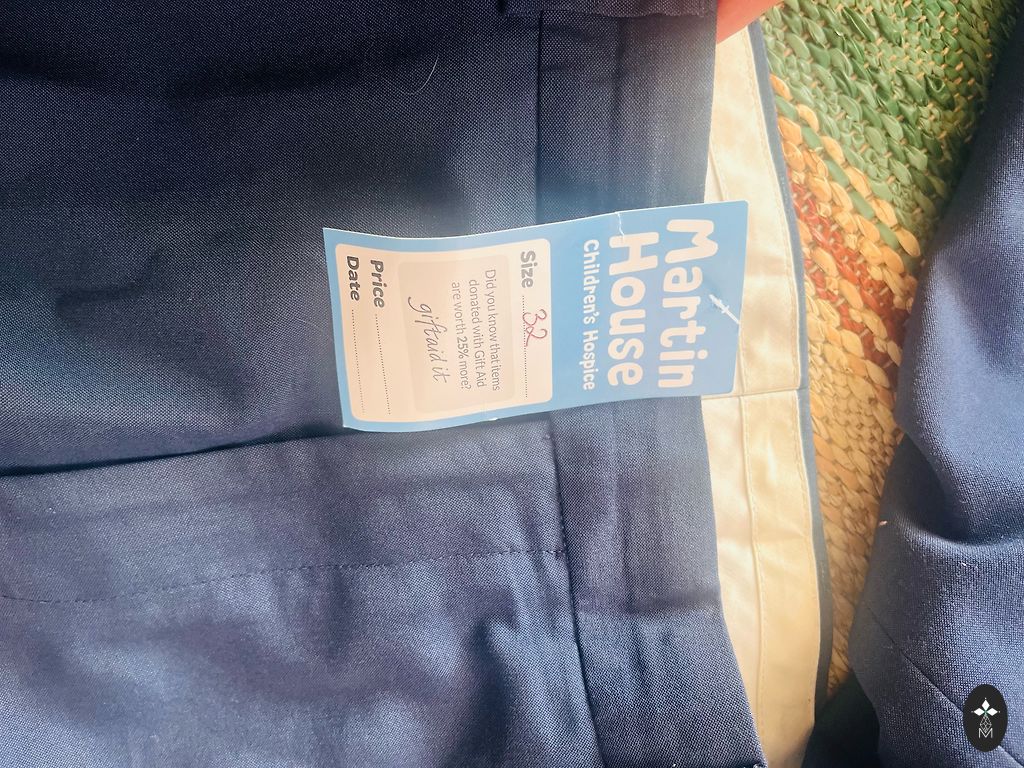 Martin
House
Children's Hospice
Size 32
Did you know that items
donated with Gift Aid
are worth 25% more?
giftaid it
Price
Date
M